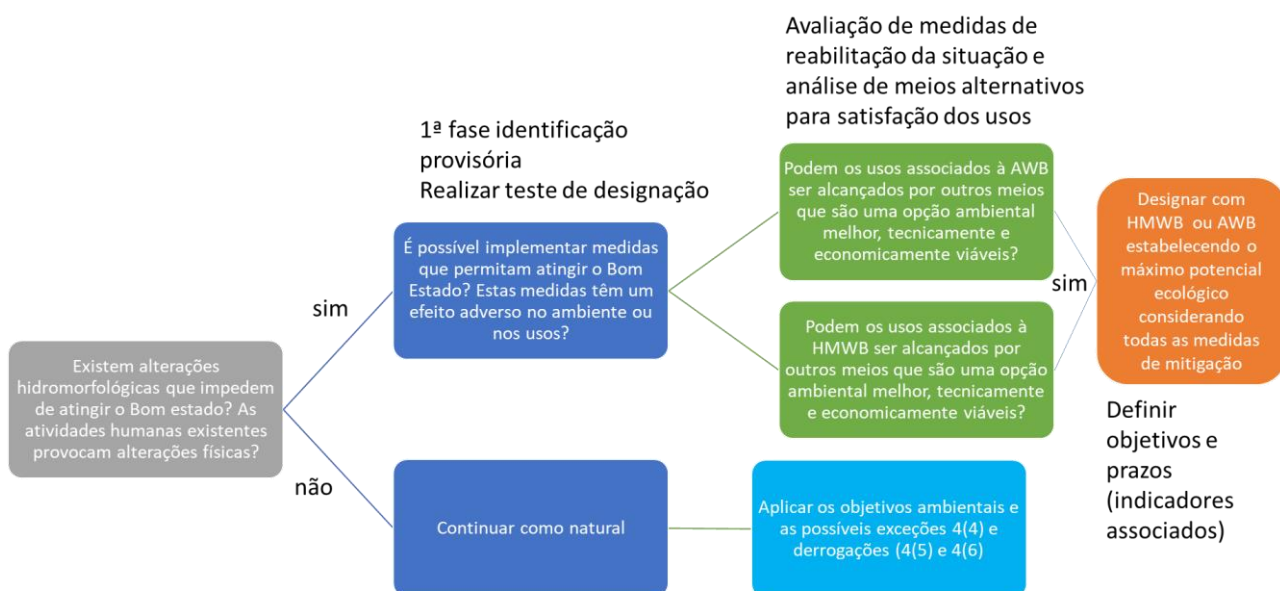 Existem alterações
hidromorfológicas que impedem
de atingir o Bom estado? As
atividades humanas existentes
provocam alterações físicas?
sim
não
1ª fase identificação
provisória
Realizar teste de designação
É possível implementar medidas
que permitam atingir o Bom
Estado? Estas medidas têm um
efeito adverso no ambiente ou
nos usos?
Continuar como natural
Avaliação de medidas de
reabilitação da situação e
análise de meios alternativos
para satisfação dos usos
Podem os usos associados à AWB
ser alcançados por outros meios
que são uma opção ambiental
melhor, tecnicamente e
economicamente viáveis?
Podem os usos associados à
HMWB ser alcançados por
outros meios que são uma opção
ambiental melhor, tecnicamente
e economicamente viáveis?
Aplicar os objetivos ambientais e
as possíveis exceções 4(4) e
derrogações (4(5) e 4(6)
sim
Designar com
HMWB ou AWB
estabelecendo o
máximo potencial
ecológico
considerando
todas as medidas
de mitigação
Definir
objetivos e
prazos
(indicadores
associados)